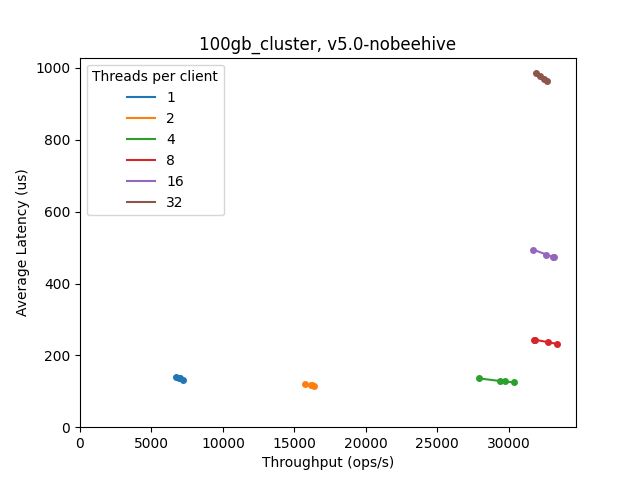 100gb_cluster, v5.0-nobeehive
Threads per client
1
2
4
8
16
32
Average Latency (us)
1000
800
600
400
200
0
0 5000 10000 15000 20000 25000 30000
Throughput (ops/s)